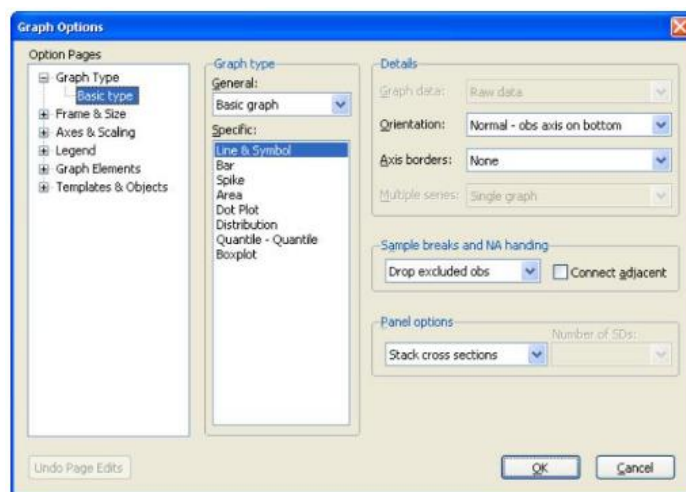 Graph Options
Option Pages
Graph Type
Basic type
Frame & Size
Axes & Scaling
Legend
Graph Elements
Templates & Objects
Graph type
General:
Basic graph
Specific:
Line & Symbol
Bar
Spike
Area
Dot Plot
Distribution
Quantile - Quantile
Boxplot
Details
Graph data: Raw data
Orientation: Normal - obs axis on bottom
Axis borders: None
Multiple series: Single graph
Sample breaks and NA handing
Drop excluded obs Connect adjacent
Panel options
Number of SDs:
Stack cross sections
Undo Page Edits OK Cancel